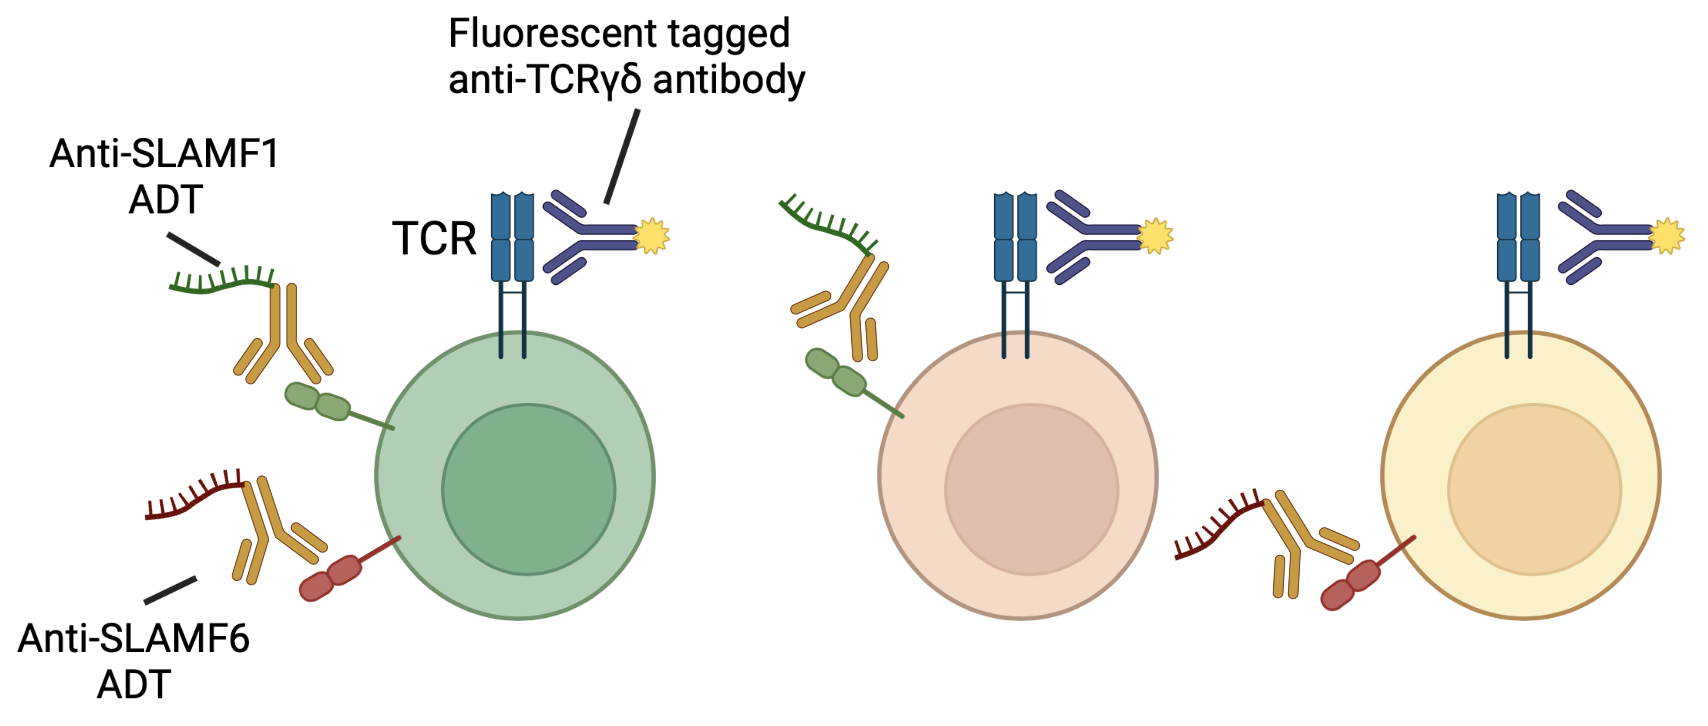 Fluorescent tagged
anti-TCRγδ antibody
Anti-SLAMF1
ADT
TCR
Anti-SLAMF6
ADT